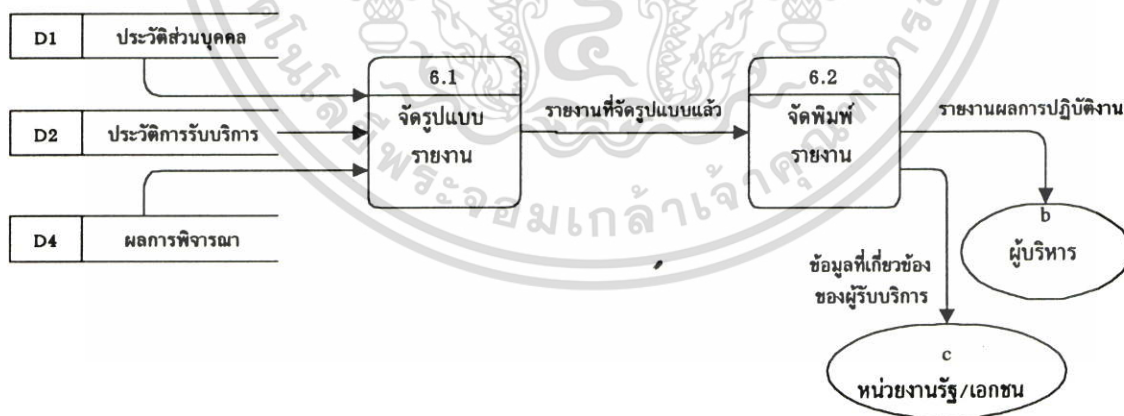 D1 ประวัติส่วนบุคคล
D2 ประวัติการรับบริการ
D4 ผลการพิจารณา
6.1
จัดรูปแบบ
รายงาน
รายงานที่จัดรูปแบบแล้ว
6.2
จัดพิมพ์
รายงาน
รายงานผลการปฏิบัติงาน
b
ผู้บริหาร
ข้อมูลที่เกี่ยวข้อง
ของผู้รับบริการ
c
หน่วยงานรัฐ/เอกชน